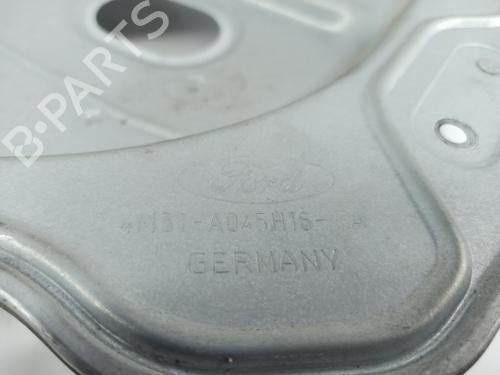 B-PARTS
Ford
4M51-A045H16- A
GERMANY